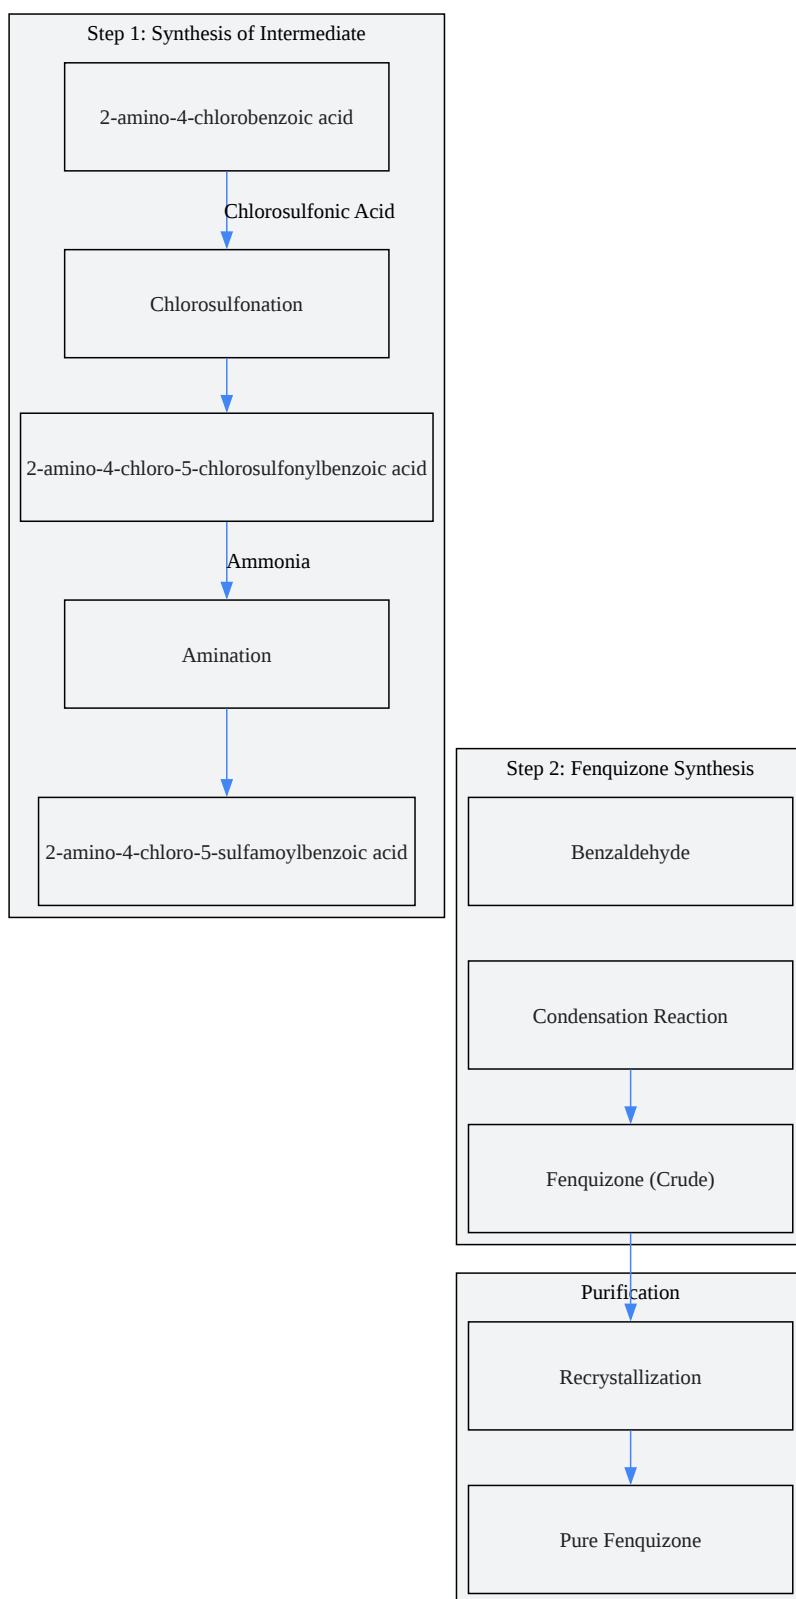 Step 1: Synthesis of Intermediate
2-amino-4-chlorobenzoic acid
Chlorosulfonic Acid
Chlorosulfonation
2-amino-4-chloro-5-chlorosulfonylbenzoic acid
Ammonia
Amination
2-amino-4-chloro-5-sulfamoylbenzoic acid
Step 2: Fenquizone Synthesis
Benzaldehyde
Condensation Reaction
Fenquizone (Crude)
Purification
Recrystallization
Pure Fenquizone